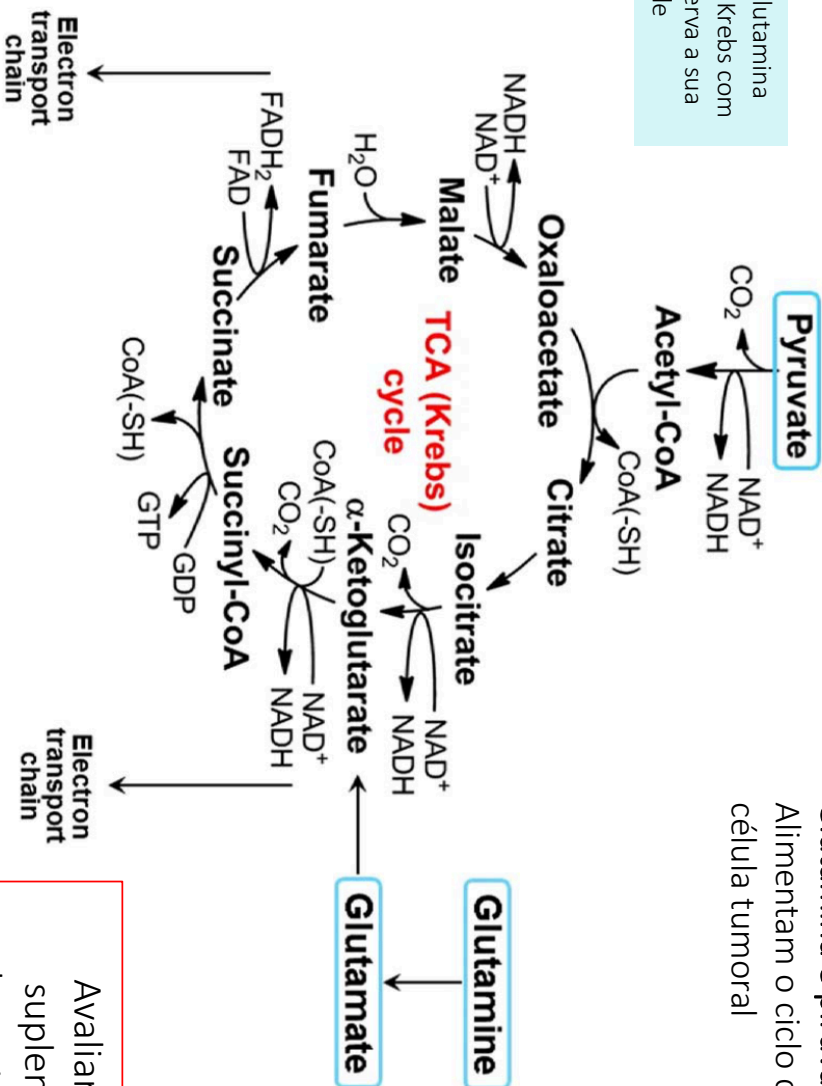 Pyruvate
CO₂
NAD⁺
NADH
Acetyl-CoA
CoA(-SH)
Oxaloacetate
Citrate
NADH
NAD⁺
Malate
Isocitrate
TCA (Krebs)
cycle
NAD⁺
NADH
CO₂
H₂O
α-Ketoglutarate
Fumarate
CoA(-SH)
CO₂
NAD⁺
NADH
FADH₂
FAD
Succinate
Succinyl-CoA
CoA(-SH)
GTP
GDP
Electron
transport
chain
Electron
transport
chain
Glutamine
Glutamate
Alimentam o ciclo d
célula tumoral
lutamina
Krebs com
erva a sua
le
Avaliar
supler